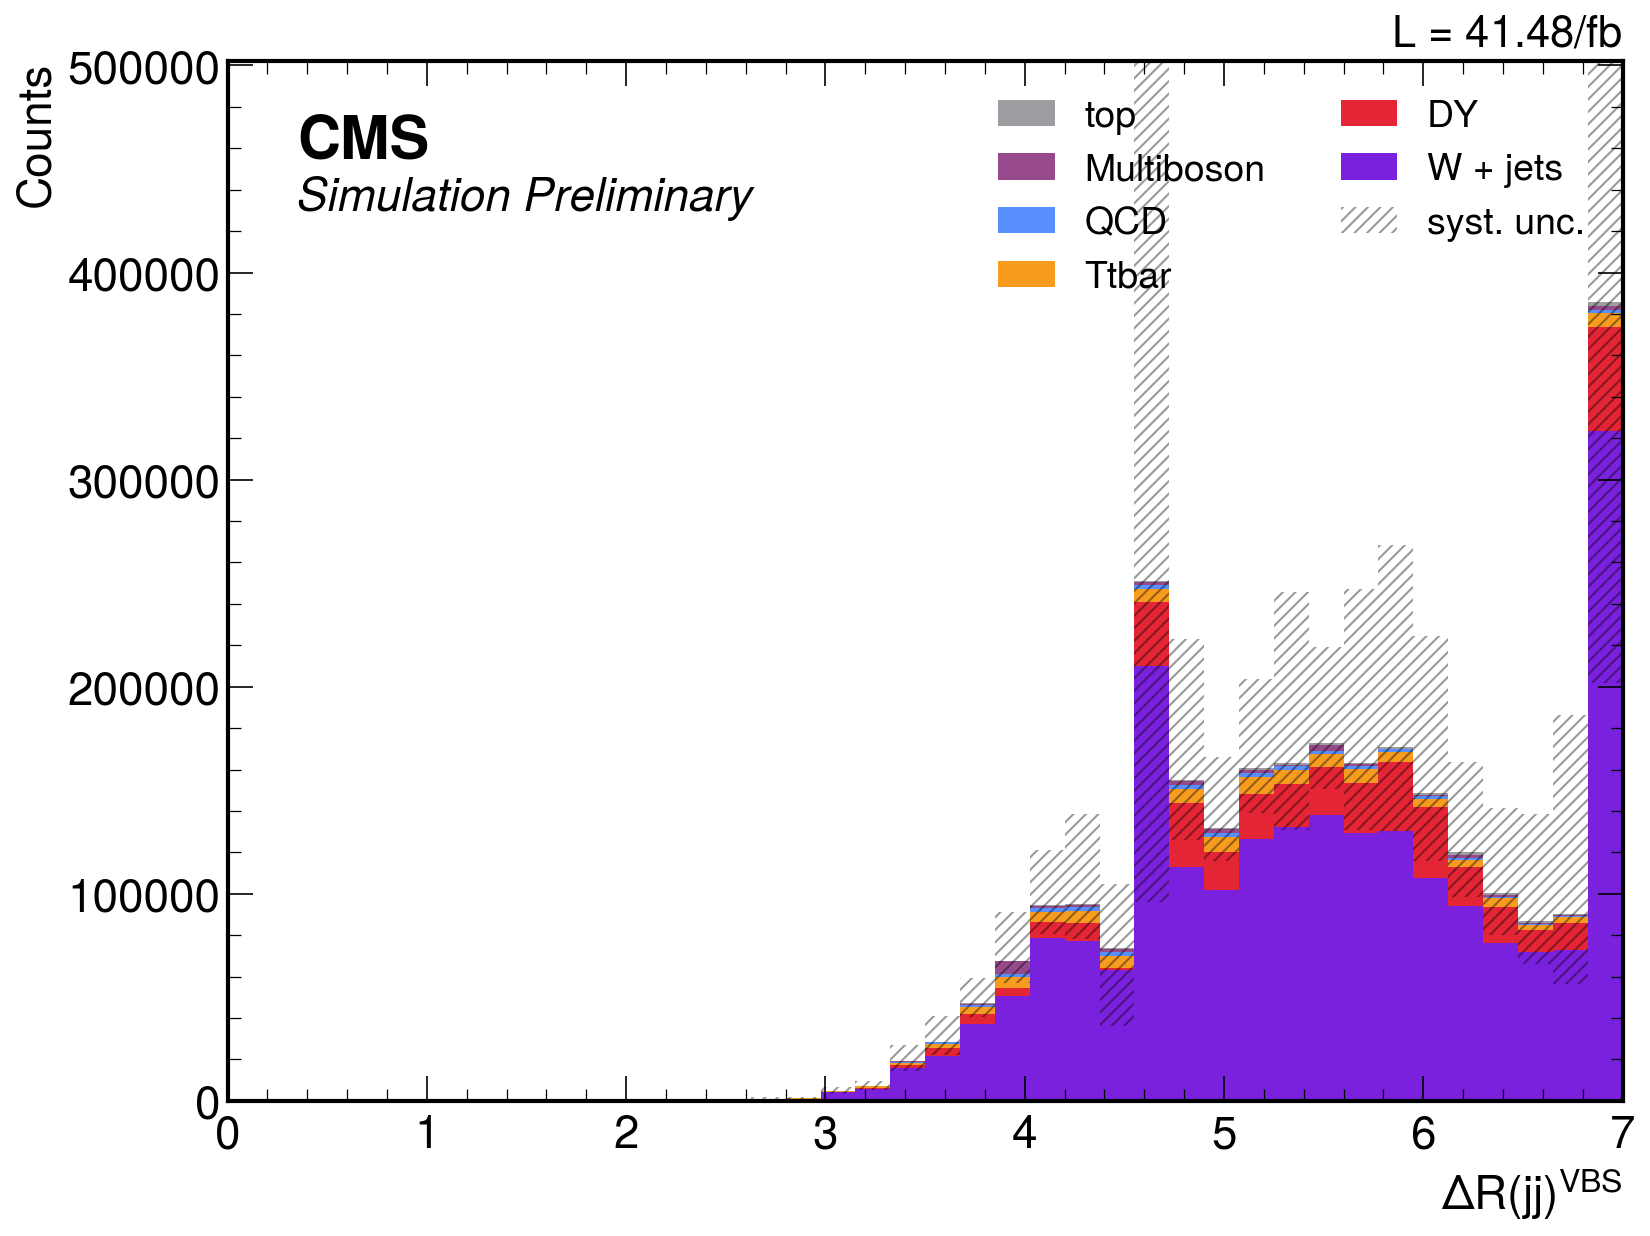 L = 41.48/fb
Counts
500000
400000
300000
200000
100000
0
CMS
Simulation Preliminary
top
Multiboson
QCD
Ttbar
DY
W + jets
syst. unc.
0 1 2 3 4 5 6 7
ΔR(jj)^VBS